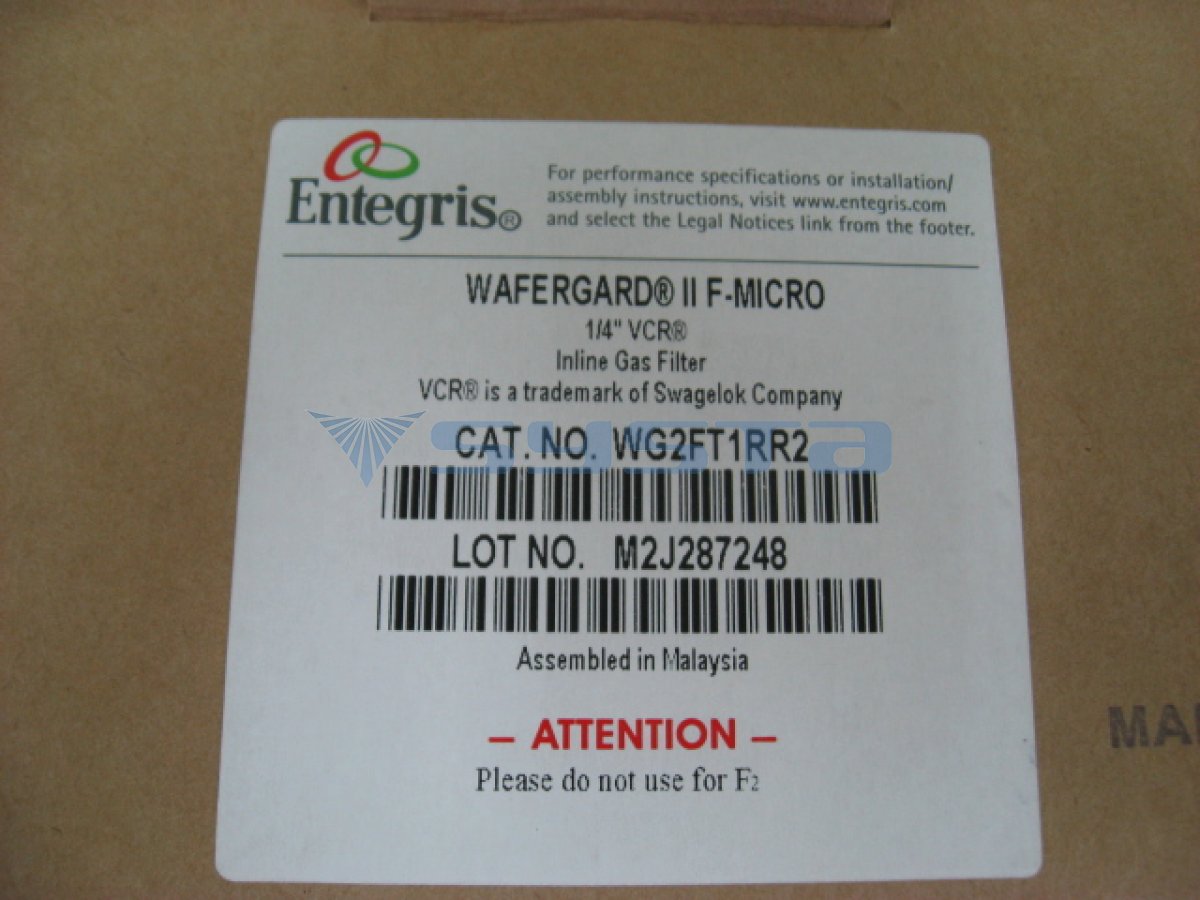 Entegris®
For performance specifications or installation/
assembly instructions, visit www.entegris.com
and select the Legal Notices link from the footer.
WAFERGARD® II F-MICRO
1/4" VCR®
Inline Gas Filter
VCR® is a trademark of Swagelok Company
sysra
CAT. NO. WG2FT1RR2
LOT NO. M2J287248
Assembled in Malaysia
– ATTENTION –
Please do not use for F2